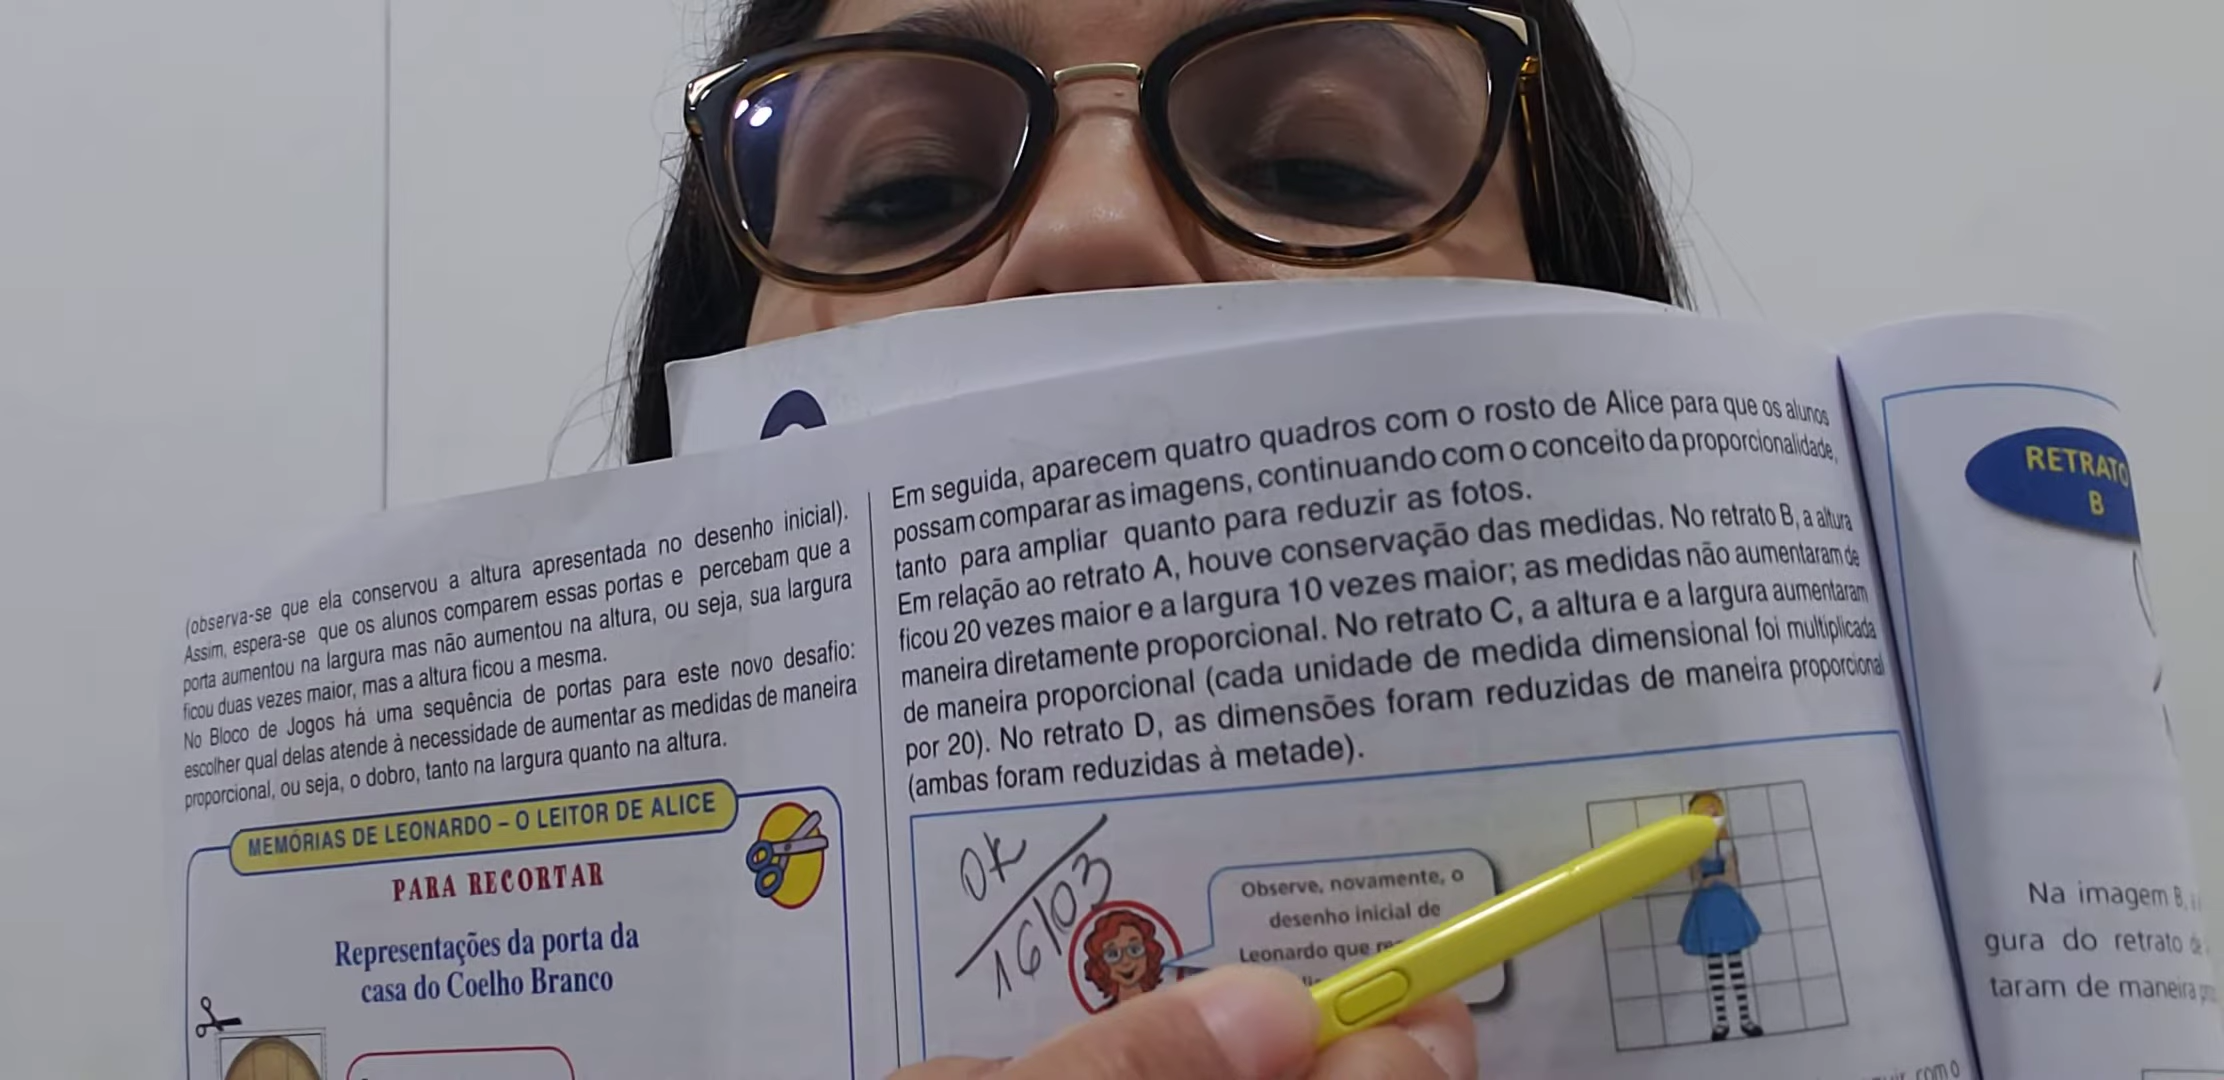 (observa-se que ela conservou a altura apresentada no desenho inicial).
Assim, espera-se que os alunos comparem essas portas e percebam que a
porta aumentou na largura mas não aumentou na altura, ou seja, sua largura
ficou duas vezes maior, mas a altura ficou a mesma.
No Bloco de Jogos há uma sequência de portas para este novo desafio:
escolher qual delas atende à necessidade de aumentar as medidas de maneira
proporcional, ou seja, o dobro, tanto na largura quanto na altura.
MEMÓRIAS DE LEONARDO – O LEITOR DE ALICE
PARA RECORTAR
Representações da porta da
casa do Coelho Branco
Em seguida, aparecem quatro quadros com o rosto de Alice para que os alunos
possam comparar as imagens, continuando com o conceito da proporcionalidade,
tanto para ampliar quanto para reduzir as fotos.
Em relação ao retrato A, houve conservação das medidas. No retrato B, a altura
ficou 20 vezes maior e a largura 10 vezes maior; as medidas não aumentaram de
maneira diretamente proporcional. No retrato C, a altura e a largura aumentaram
de maneira proporcional (cada unidade de medida dimensional foi multiplicada
por 20). No retrato D, as dimensões foram reduzidas de maneira proporcional
(ambas foram reduzidas à metade).
OK
16/03
Observe, novamente, o
desenho inicial de
Leonardo que
RETRATO
B
Na imagem B,
gura do retrato
taram de maneira
com o